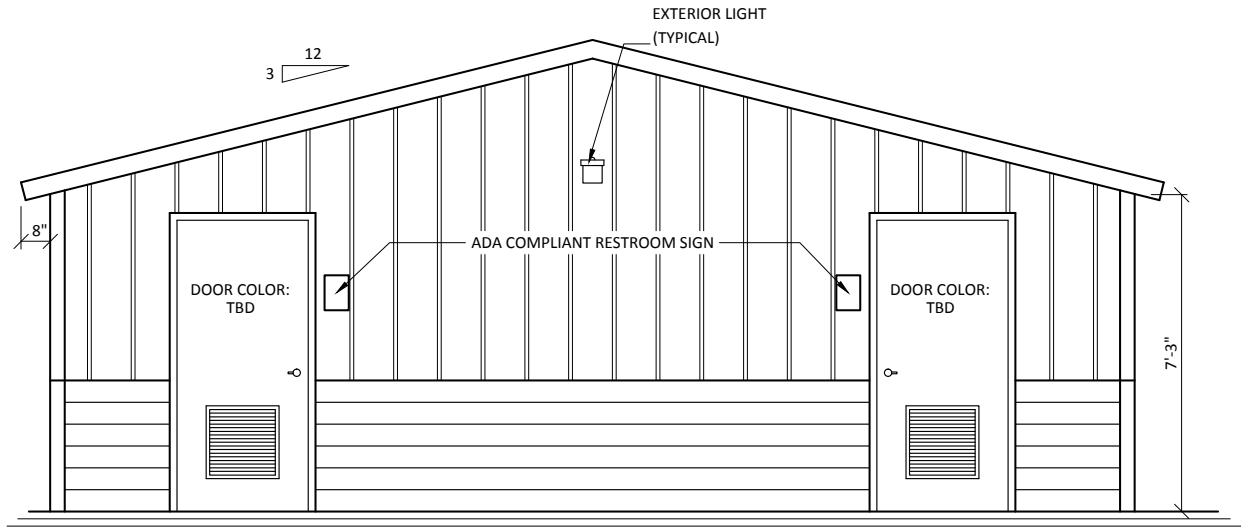 EXTERIOR LIGHT
(TYPICAL)
12
3
8"
ADA COMPLIANT RESTROOM SIGN
DOOR COLOR:
TBD
DOOR COLOR:
TBD
7'-3"